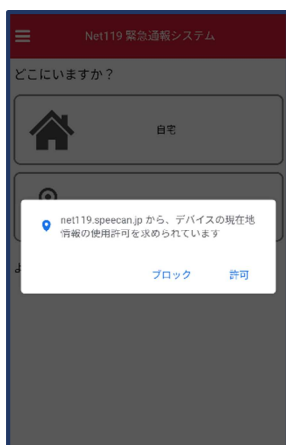 Net119 緊急通報システム
どこにいますか？
自宅
net119.speecan.jp から、デバイスの現在地
情報の使用許可を求められています
ブロック
許可
よ